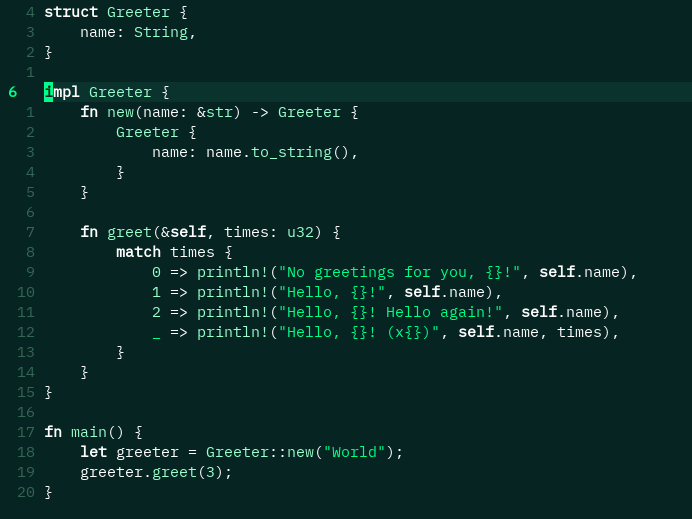 4 struct Greeter {
3     name: String,
2 }
1
6 impl Greeter {
1     fn new(name: &str) -> Greeter {
2         Greeter {
3             name: name.to_string(),
4         }
5     }
6
7     fn greet(&self, times: u32) {
8         match times {
9             0 => println!("No greetings for you, {}!", self.name),
10             1 => println!("Hello, {}!", self.name),
11             2 => println!("Hello, {}! Hello again!", self.name),
12             _ => println!("Hello, {}! (x{})", self.name, times),
13         }
14     }
15 }
16
17 fn main() {
18     let greeter = Greeter::new("World");
19     greeter.greet(3);
20 }